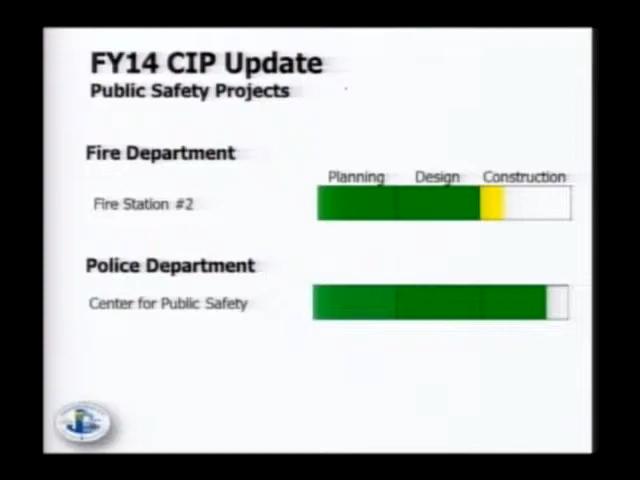 FY14 CIP Update
Public Safety Projects
Fire Department
Planning Design Construction
Fire Station #2
Police Department
Center for Public Safety